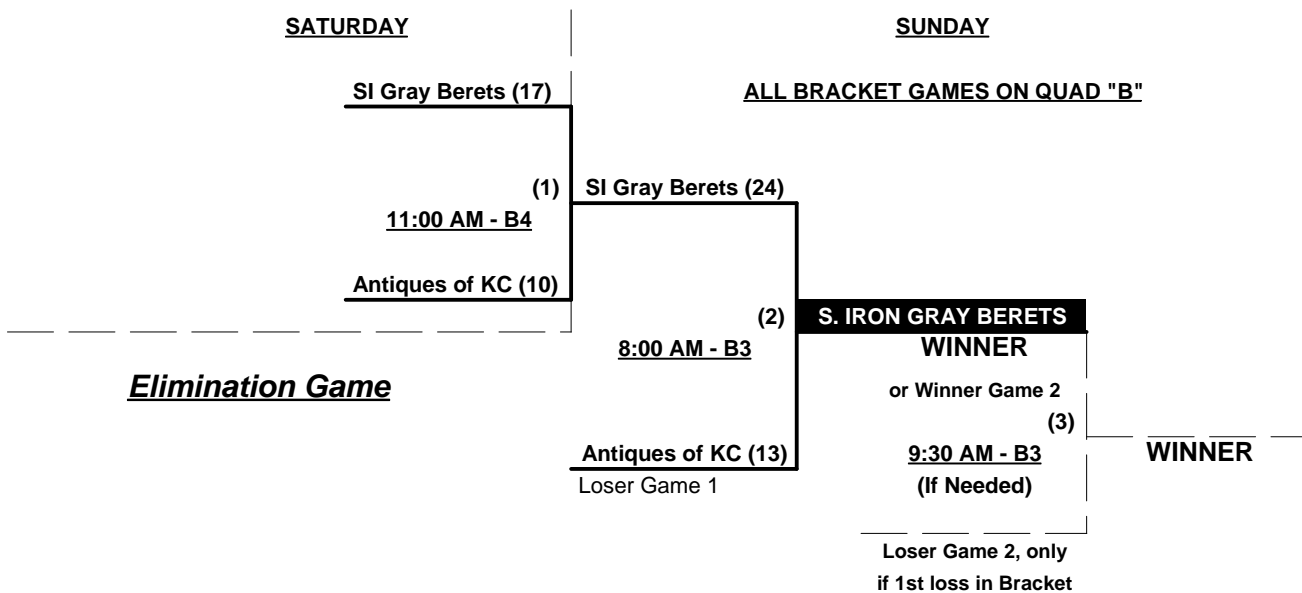 SATURDAY
SUNDAY
SI Gray Berets (17)
ALL BRACKET GAMES ON QUAD "B"
(1)
SI Gray Berets (24)
11:00 AM - B4
Antiques of KC (10)
(2)
S. IRON GRAY BERETS
8:00 AM - B3
WINNER
Elimination Game
or Winner Game 2
(3)
Antiques of KC (13)
9:30 AM - B3
WINNER
Loser Game 1
(If Needed)
Loser Game 2, only
if 1st loss in Bracket